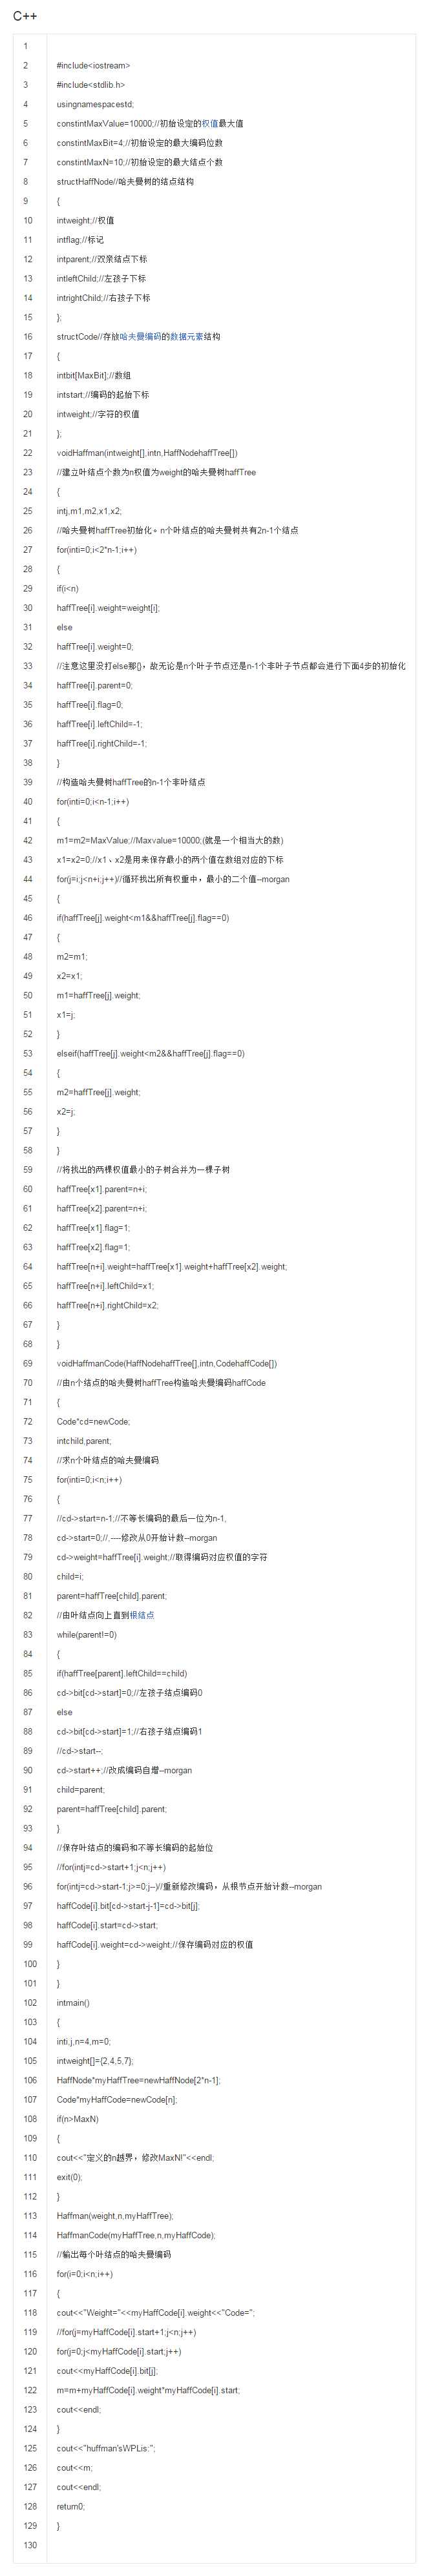 C++
1
2 #include<iostream>
3 #include<stdlib.h>
4 usingnamespacestd;
5 constintMaxValue=10000;//初始设定的权值最大值
6 constintMaxBit=4;//初始设定的最大编码位数
7 constintMaxN=10;//初始设定的最大结点个数
8 structHaffNode//哈夫曼树的结点结构
9 {
10 intweight;//权值
11 intflag;//标记
12 intparent;//双亲结点下标
13 intleftChild;//左孩子下标
14 intrightChild;//右孩子下标
15 };
16 structCode//存放哈夫曼编码的数据元素结构
17 {
18 intbit[MaxBit];//数组
19 intstart;//编码的起始下标
20 intweight;//字符的权值
21 };
22 voidHaffman(intweight[],intn,HaffNodehaffTree[])
23 //建立叶结点个数为n权值为weight的哈夫曼树haffTree
24 {
25 intj,m1,m2,x1,x2;
26 //哈夫曼树haffTree初始化。n个叶结点的哈夫曼树共有2n-1个结点
27 for(inti=0;i<2*n-1;i++)
28 {
29 if(i<n)
30 haffTree[i].weight=weight[i];
31 else
32 haffTree[i].weight=0;
33 //注意这里没打else那{}，故无论是n个叶子节点还是n-1个非叶子节点都会进行下面4步的初始化
34 haffTree[i].parent=0;
35 haffTree[i].flag=0;
36 haffTree[i].leftChild=-1;
37 haffTree[i].rightChild=-1;
38 }
39 //构造哈夫曼树haffTree的n-1个非叶结点
40 for(inti=0;i<n-1;i++)
41 {
42 m1=m2=MaxValue;//Maxvalue=10000;(就是一个相当大的数)
43 x1=x2=0;//x1、x2是用来保存最小的两个值在数组对应的下标
44 for(j=i;j<n+i;j++)//循环找出所有权重中，最小的二个值--morgan
45 {
46 if(haffTree[j].weight<m1&&haffTree[j].flag==0)
47 {
48 m2=m1;
49 x2=x1;
50 m1=haffTree[j].weight;
51 x1=j;
52 }
53 elseif(haffTree[j].weight<m2&&haffTree[j].flag==0)
54 {
55 m2=haffTree[j].weight;
56 x2=j;
57 }
58 }
59 //将找出的两棵权值最小的子树合并为一棵子树
60 haffTree[x1].parent=n+i;
61 haffTree[x2].parent=n+i;
62 haffTree[x1].flag=1;
63 haffTree[x2].flag=1;
64 haffTree[n+i].weight=haffTree[x1].weight+haffTree[x2].weight;
65 haffTree[n+i].leftChild=x1;
66 haffTree[n+i].rightChild=x2;
67 }
68 }
69 voidHaffmanCode(HaffNodehaffTree[],intn,CodehaffCode[])
70 //由n个结点的哈夫曼树haffTree构造哈夫曼编码haffCode
71 {
72 Code*cd=newCode;
73 intchild,parent;
74 //求n个叶结点的哈夫曼编码
75 for(inti=0;i<n;i++)
76 {
77 //cd->start=n-1;//不等长编码的最后一位为n-1,
78 cd->start=0;//,----修改从0开始计数--morgan
79 cd->weight=haffTree[i].weight;//取得编码对应权值的字符
80 child=i;
81 parent=haffTree[child].parent;
82 //由叶结点向上直到根结点
83 while(parent!=0)
84 {
85 if(haffTree[parent].leftChild==child)
86 cd->bit[cd->start]=0;//左孩子结点编码0
87 else
88 cd->bit[cd->start]=1;//右孩子结点编码1
89 //cd->start--;
90 cd->start++;//改成编码自增--morgan
91 child=parent;
92 parent=haffTree[child].parent;
93 }
94 //保存叶结点的编码和不等长编码的起始位
95 //for(intj=cd->start+1;j<n;j++)
96 for(intj=cd->start-1;j>=0;j--)//重新修改编码，从根节点开始计数--morgan
97 haffCode[i].bit[cd->start-j-1]=cd->bit[j];
98 haffCode[i].start=cd->start;
99 haffCode[i].weight=cd->weight;//保存编码对应的权值
100 }
101 }
102 intmain()
103 {
104 inti,j,n=4,m=0;
105 intweight[]={2,4,5,7};
106 HaffNode*myHaffTree=newHaffNode[2*n-1];
107 Code*myHaffCode=newCode[n];
108 if(n>MaxN)
109 {
110 cout<<"定义的n越界，修改MaxN!"<<endl;
111 exit(0);
112 }
113 Haffman(weight,n,myHaffTree);
114 HaffmanCode(myHaffTree,n,myHaffCode);
115 //输出每个叶结点的哈夫曼编码
116 for(i=0;i<n;i++)
117 {
118 cout<<"Weight="<<myHaffCode[i].weight<<"Code=";
119 //for(j=myHaffCode[i].start+1;j<n;j++)
120 for(j=0;j<myHaffCode[i].start;j++)
121 cout<<myHaffCode[i].bit[j];
122 m=m+myHaffCode[i].weight*myHaffCode[i].start;
123 cout<<endl;
124 }
125 cout<<"huffman'sWPLis:";
126 cout<<m;
127 cout<<endl;
128 return0;
129 }
130